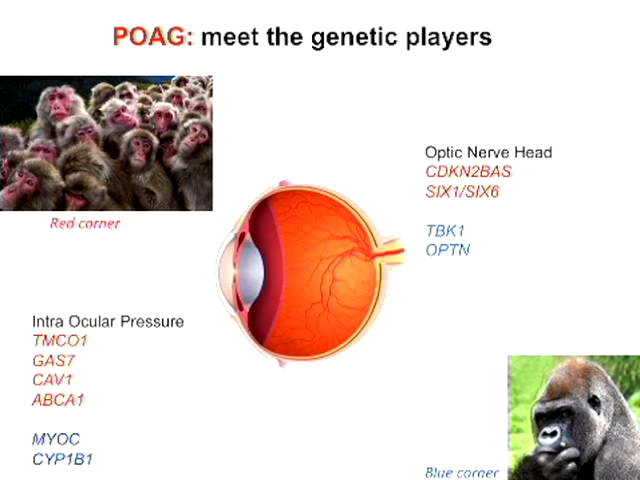 POAG: meet the genetic players
Optic Nerve Head
CDKN2BAS
SIX1/SIX6
TBK1
OPTN
Red corner
Intra Ocular Pressure
TMCO1
GAS7
CAV1
ABCA1
MYOC
CYP1B1
Blue corner